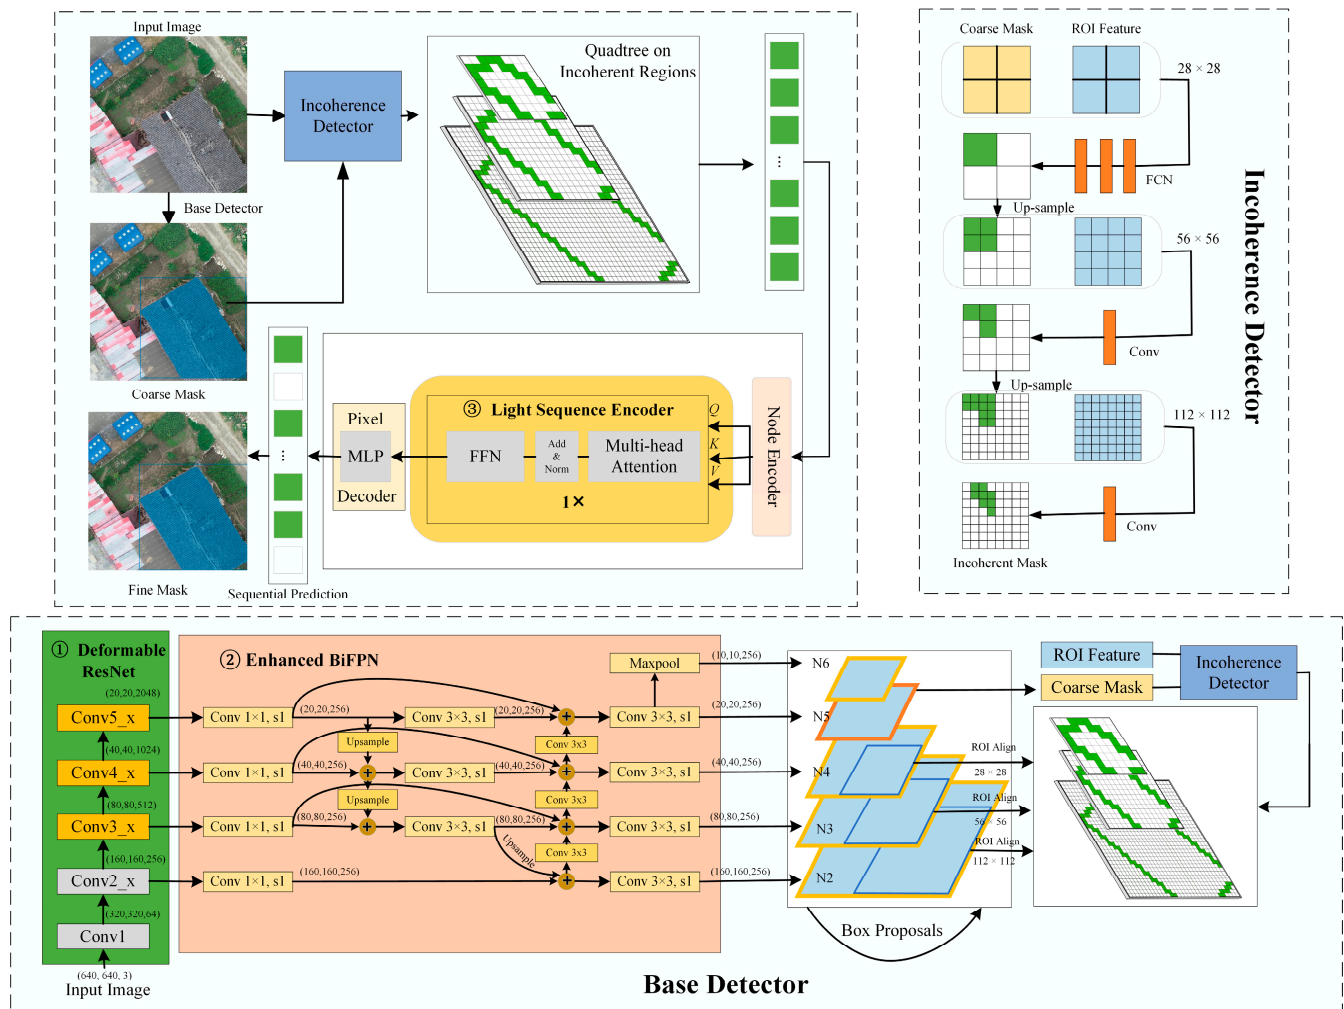 Input Image
Base Detector
Coarse Mask
Fine Mask
Incoherence
Detector
Quadtree on
Incoherent Regions
...
Sequential Prediction
...
Pixel
MLP
Decoder
③ Light Sequence Encoder
FFN
Add
&
Norm
Multi-head
Attention
1×
Q
K
V
Node Encoder
Coarse Mask
ROI Feature
28 × 28
FCN
Up-sample
56 × 56
Conv
Up-sample
112 × 112
Conv
Incoherent Mask
Incoherence Detector
① Deformable
ResNet
(20,20,2048)
Conv5_x
(40,40,1024)
Conv4_x
(80,80,512)
Conv3_x
(160,160,256)
Conv2_x
(320,320,64)
Conv1
(640, 640, 3)
Input Image
② Enhanced BiFPN
Maxpool
(10,10,256)
Conv 1×1, s1
(20,20,256)
Conv 3×3, s1
(20,20,256)
+
Conv 3×3, s1
(20,20,256)
Upsample
Conv 3x3
Conv 1×1, s1
(40,40,256)
+
Conv 3×3, s1
(40,40,256)
+
Conv 3×3, s1
(40,40,256)
Upsample
Conv 3x3
Conv 1×1, s1
(80,80,256)
+
Conv 3×3, s1
(80,80,256)
+
Conv 3×3, s1
(80,80,256)
Upsample
Conv 3x3
Conv 1×1, s1
(160,160,256)
+
Conv 3×3, s1
(160,160,256)
N6
N5
N4
N3
N2
ROI Align
28 × 28
ROI Align
56 × 56
ROI Align
112 × 112
Box Proposals
ROI Feature
Coarse Mask
Incoherence
Detector
Base Detector